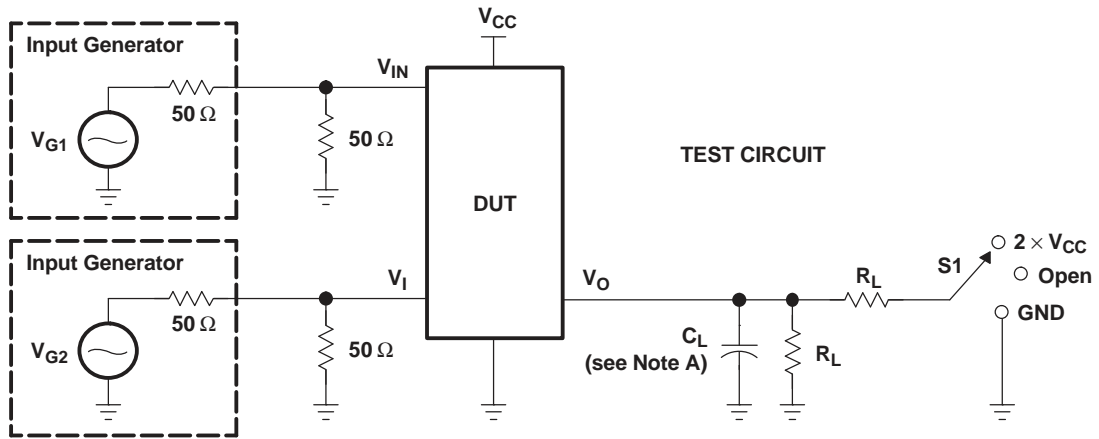 V_CC
Input Generator
V_IN
50 Ω
V_G1
50 Ω
TEST CIRCUIT
DUT
Input Generator
V_I
V_O
50 Ω
V_G2
50 Ω
C_L
(see Note A)
R_L
R_L
S1
2 × V_CC
Open
GND